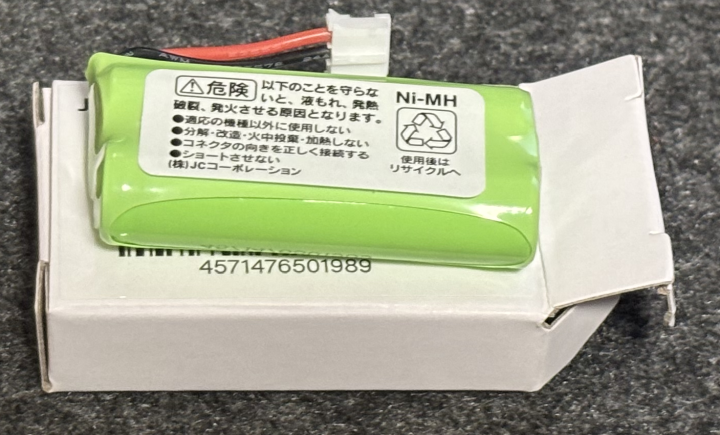 ⚠危険 以下のことを守らな
いと、液もれ、発熱
破裂、発火させる原因となります。
●適応の機種以外に使用しない
●分解・改造・火中投棄・加熱しない
●コネクタの向きを正しく接続する
●ショートさせない
(株)JCコーポレーション
Ni-MH
使用後は
リサイクルへ
J
4571476501989